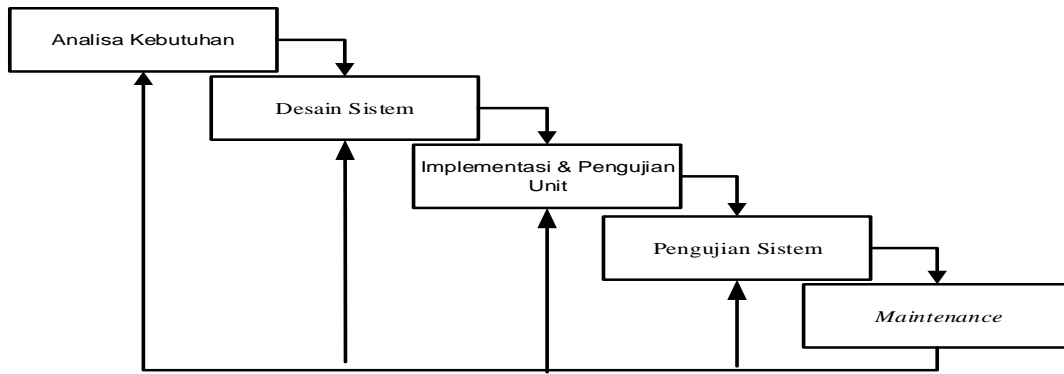 Analisa Kebutuhan
Desain Sistem
Implementasi & Pengujian
Unit
Pengujian Sistem
Maintenance